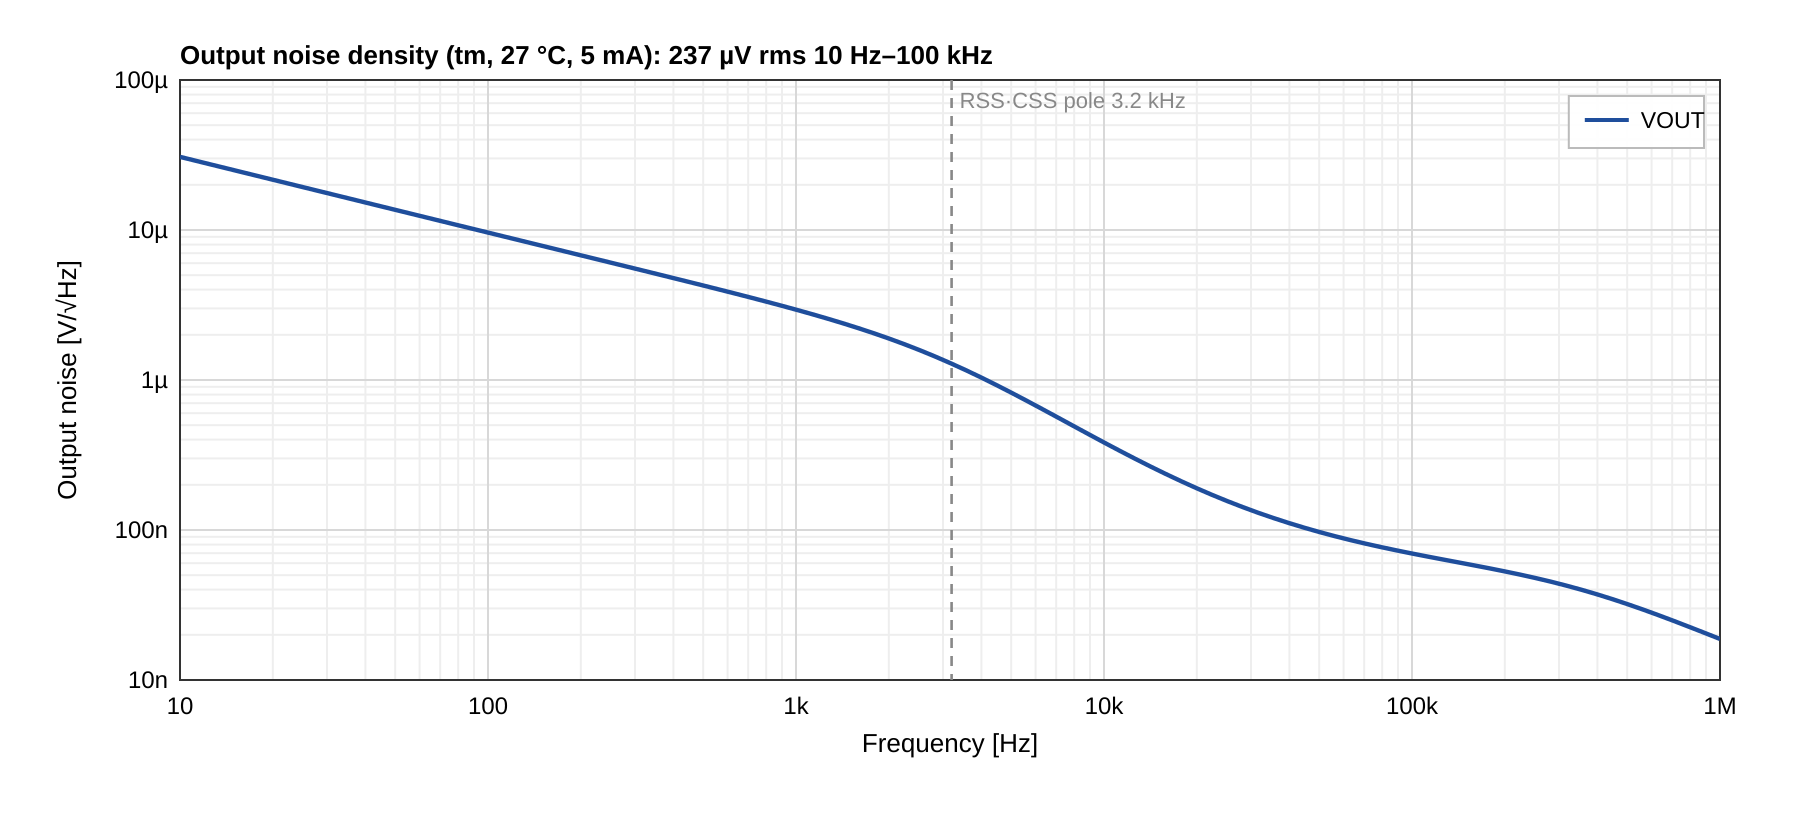 Output noise density (tm, 27 °C, 5 mA): 237 µV rms 10 Hz–100 kHz
RSS·CSS pole 3.2 kHz
VOUT
Output noise [V/√Hz]
100µ
10µ
1µ
100n
10n
10 100 1k 10k 100k 1M
Frequency [Hz]